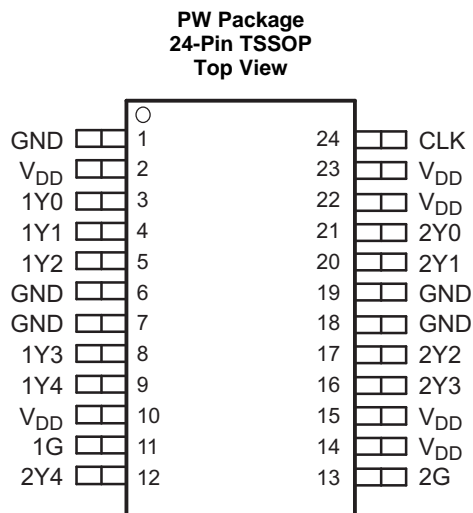 PW Package
24-Pin TSSOP
Top View
GND 1 24 CLK
VDD 2 23 VDD
1Y0 3 22 VDD
1Y1 4 21 2Y0
1Y2 5 20 2Y1
GND 6 19 GND
GND 7 18 GND
1Y3 8 17 2Y2
1Y4 9 16 2Y3
VDD 10 15 VDD
1G 11 14 VDD
2Y4 12 13 2G